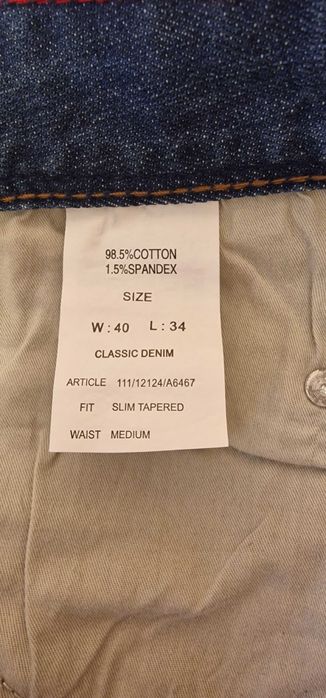 98.5%COTTON
1.5%SPANDEX
SIZE
W:40 L:34
CLASSIC DENIM
ARTICLE 111/12124/A6467
FIT SLIM TAPERED
WAIST MEDIUM